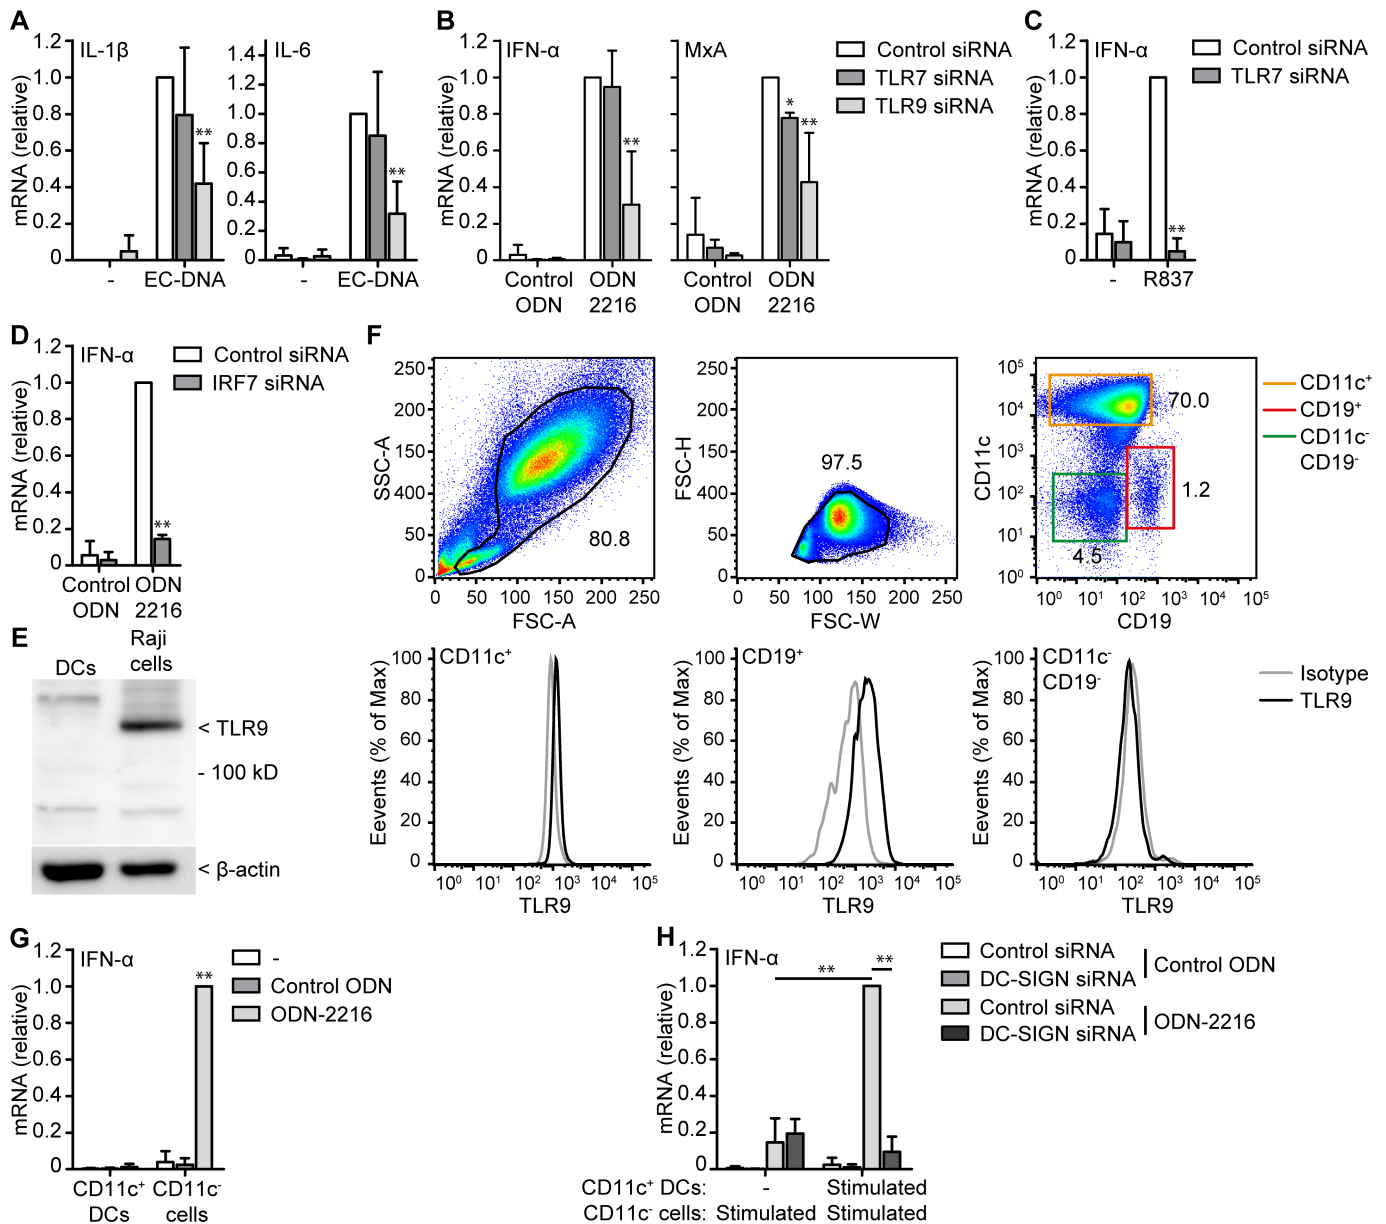 A
IL-1β
IL-6
mRNA (relative)
1.2
1.0
0.8
0.6
0.4
0.2
0
1.4
1.2
1.0
0.8
0.6
0.4
0.2
0
**
**
- EC-DNA
- EC-DNA
B
IFN-α
MxA
mRNA (relative)
1.2
1.0
0.8
0.6
0.4
0.2
0
**
*
**
Control ODN
ODN 2216
Control ODN
ODN 2216
Control siRNA
TLR7 siRNA
TLR9 siRNA
C
IFN-α
mRNA (relative)
1.2
1.0
0.8
0.6
0.4
0.2
0
**
- R837
Control siRNA
TLR7 siRNA
D
IFN-α
mRNA (relative)
1.2
1.0
0.8
0.6
0.4
0.2
0
**
Control ODN
ODN 2216
Control siRNA
IRF7 siRNA
E
DCs
Raji cells
< TLR9
- 100 kD
< β-actin
F
SSC-A
250
200
150
400
50
0
80.8
0 50 100 150 200 250
FSC-A
FSC-H
250
200
150
400
50
0
97.5
0 50 100 150 200 250
FSC-W
CD11c
10⁵
10⁴
10³
10²
10¹
10⁰
70.0
1.2
4.5
10⁰ 10¹ 10² 10³ 10⁴ 10⁵
CD19
CD11c⁺
CD19⁺
CD11c⁻
CD19⁻
CD11c⁺
Eevents (% of Max)
100
80
60
40
20
0
10⁰ 10¹ 10² 10³ 10⁴ 10⁵
TLR9
CD19⁺
Eevents (% of Max)
100
80
60
40
20
0
10⁰ 10¹ 10² 10³ 10⁴ 10⁵
TLR9
CD11c⁻
CD19⁻
Eevents (% of Max)
100
80
60
40
20
0
10⁰ 10¹ 10² 10³ 10⁴ 10⁵
TLR9
Isotype
TLR9
G
IFN-α
mRNA (relative)
1.2
1.0
0.8
0.6
0.4
0.2
0
**
CD11c⁺ DCs
CD11c⁻ cells
-
Control ODN
ODN-2216
H
IFN-α
mRNA (relative)
1.2
1.0
0.8
0.6
0.4
0.2
0
**
**
CD11c⁺ DCs: - Stimulated
CD11c⁻ cells: Stimulated Stimulated
Control siRNA
DC-SIGN siRNA
Control ODN
Control siRNA
DC-SIGN siRNA
ODN-2216